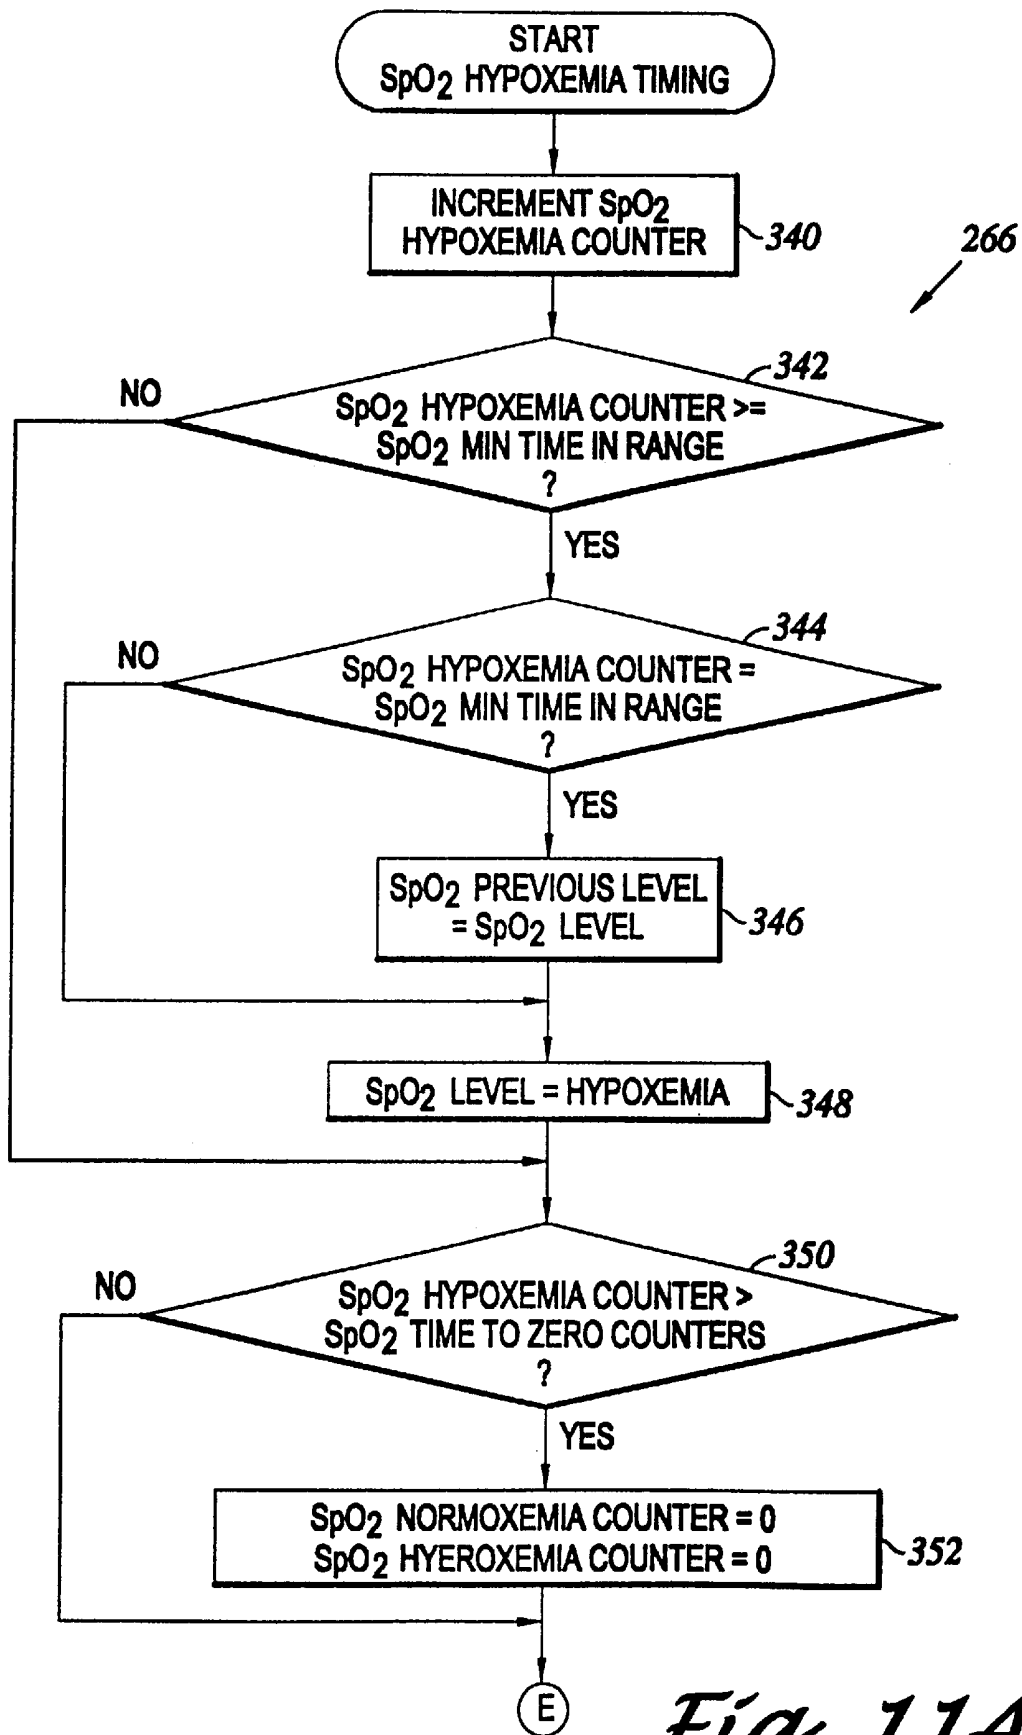 START
SpO2 HYPOXEMIA TIMING
INCREMENT SpO2
HYPOXEMIA COUNTER
340
266
342
NO
SpO2 HYPOXEMIA COUNTER >=
SpO2 MIN TIME IN RANGE
?
YES
344
NO
SpO2 HYPOXEMIA COUNTER =
SpO2 MIN TIME IN RANGE
?
YES
SpO2 PREVIOUS LEVEL
= SpO2 LEVEL
346
SpO2 LEVEL = HYPOXEMIA
348
350
NO
SpO2 HYPOXEMIA COUNTER >
SpO2 TIME TO ZERO COUNTERS
?
YES
SpO2 NORMOXEMIA COUNTER = 0
SpO2 HYEROXEMIA COUNTER = 0
352
E
Fig. 11A